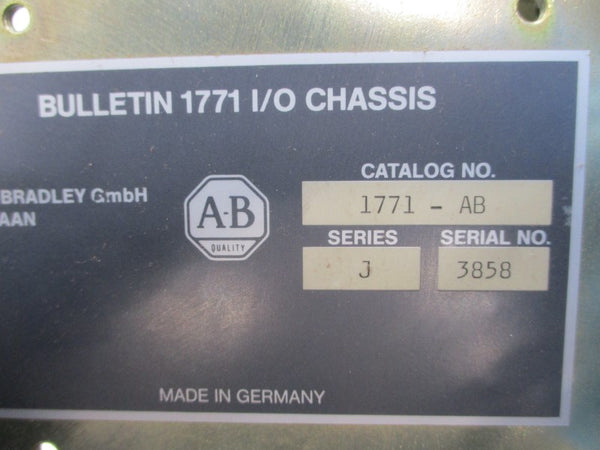 BULLETIN 1771 I/O CHASSIS
BRADLEY GmbH
AAN
A-B
QUALITY
CATALOG NO.
1771 - AB
SERIES SERIAL NO.
J 3858
MADE IN GERMANY